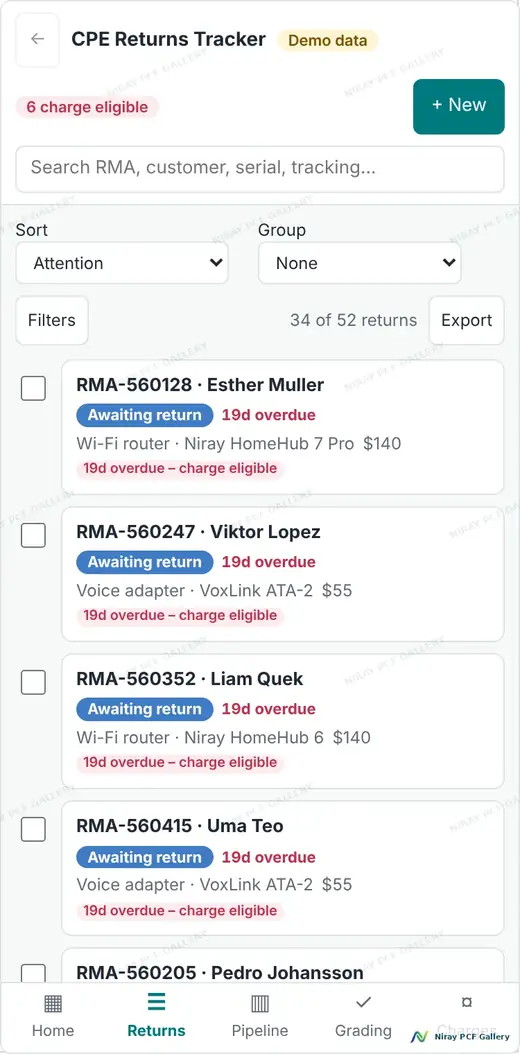 ← CPE Returns Tracker Demo data
6 charge eligible
+ New
Search RMA, customer, serial, tracking...
Sort Group
Attention None
Filters 34 of 52 returns Export
RMA-560128 · Esther Muller
Awaiting return 19d overdue
Wi-Fi router · Niray HomeHub 7 Pro $140
19d overdue – charge eligible
RMA-560247 · Viktor Lopez
Awaiting return 19d overdue
Voice adapter · VoxLink ATA-2 $55
19d overdue – charge eligible
RMA-560352 · Liam Quek
Awaiting return 19d overdue
Wi-Fi router · Niray HomeHub 6 $140
19d overdue – charge eligible
RMA-560415 · Uma Teo
Awaiting return 19d overdue
Voice adapter · VoxLink ATA-2 $55
19d overdue – charge eligible
RMA-560205 · Pedro Johansson
Home Returns Pipeline Grading Charges
Niray PCF Gallery
NIRAY PCF GALLERY